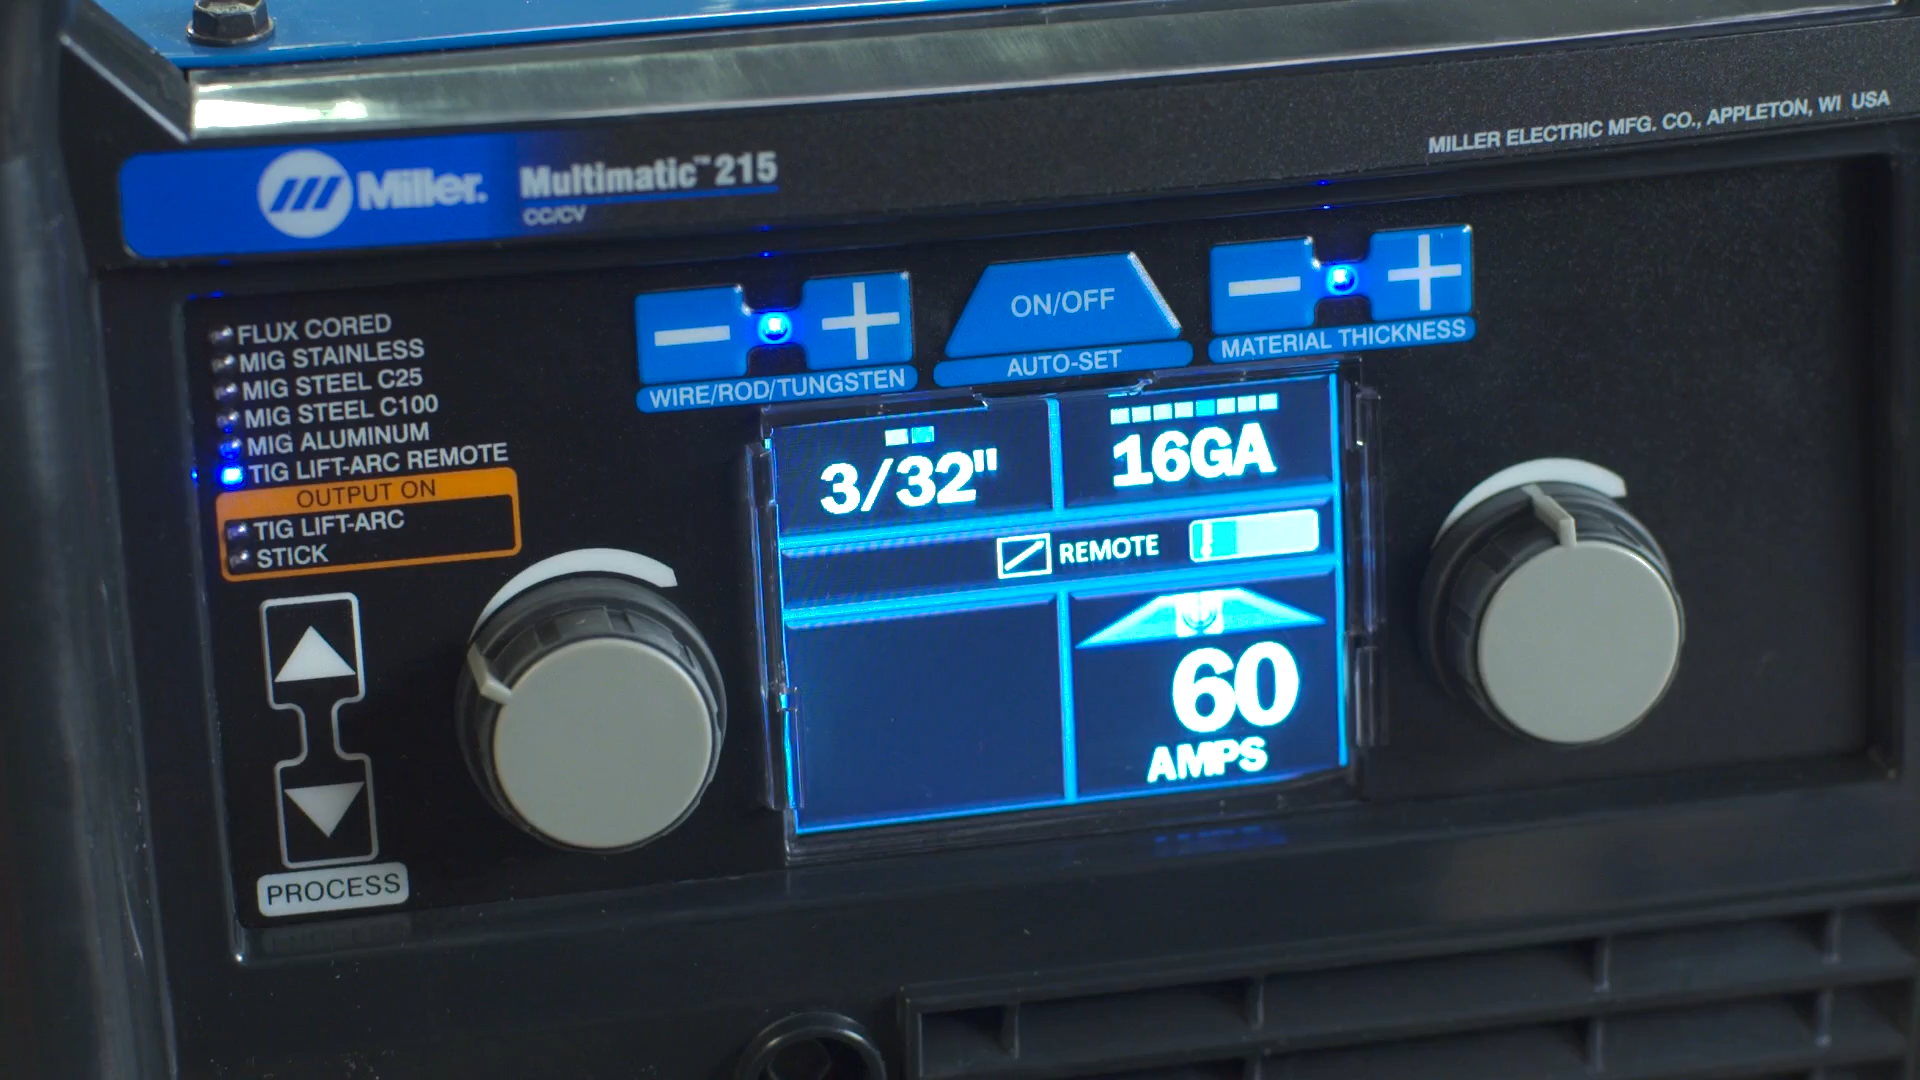 MILLER ELECTRIC MFG. CO., APPLETON, WI USA
Miller.
Multimatic™ 215
CC/CV
FLUX CORED
MIG STAINLESS
MIG STEEL C25
MIG STEEL C100
MIG ALUMINUM
TIG LIFT-ARC REMOTE
OUTPUT ON
TIG LIFT-ARC
STICK
PROCESS
WIRE/ROD/TUNGSTEN
ON/OFF
AUTO-SET
MATERIAL THICKNESS
3/32"
16GA
REMOTE
60
AMPS